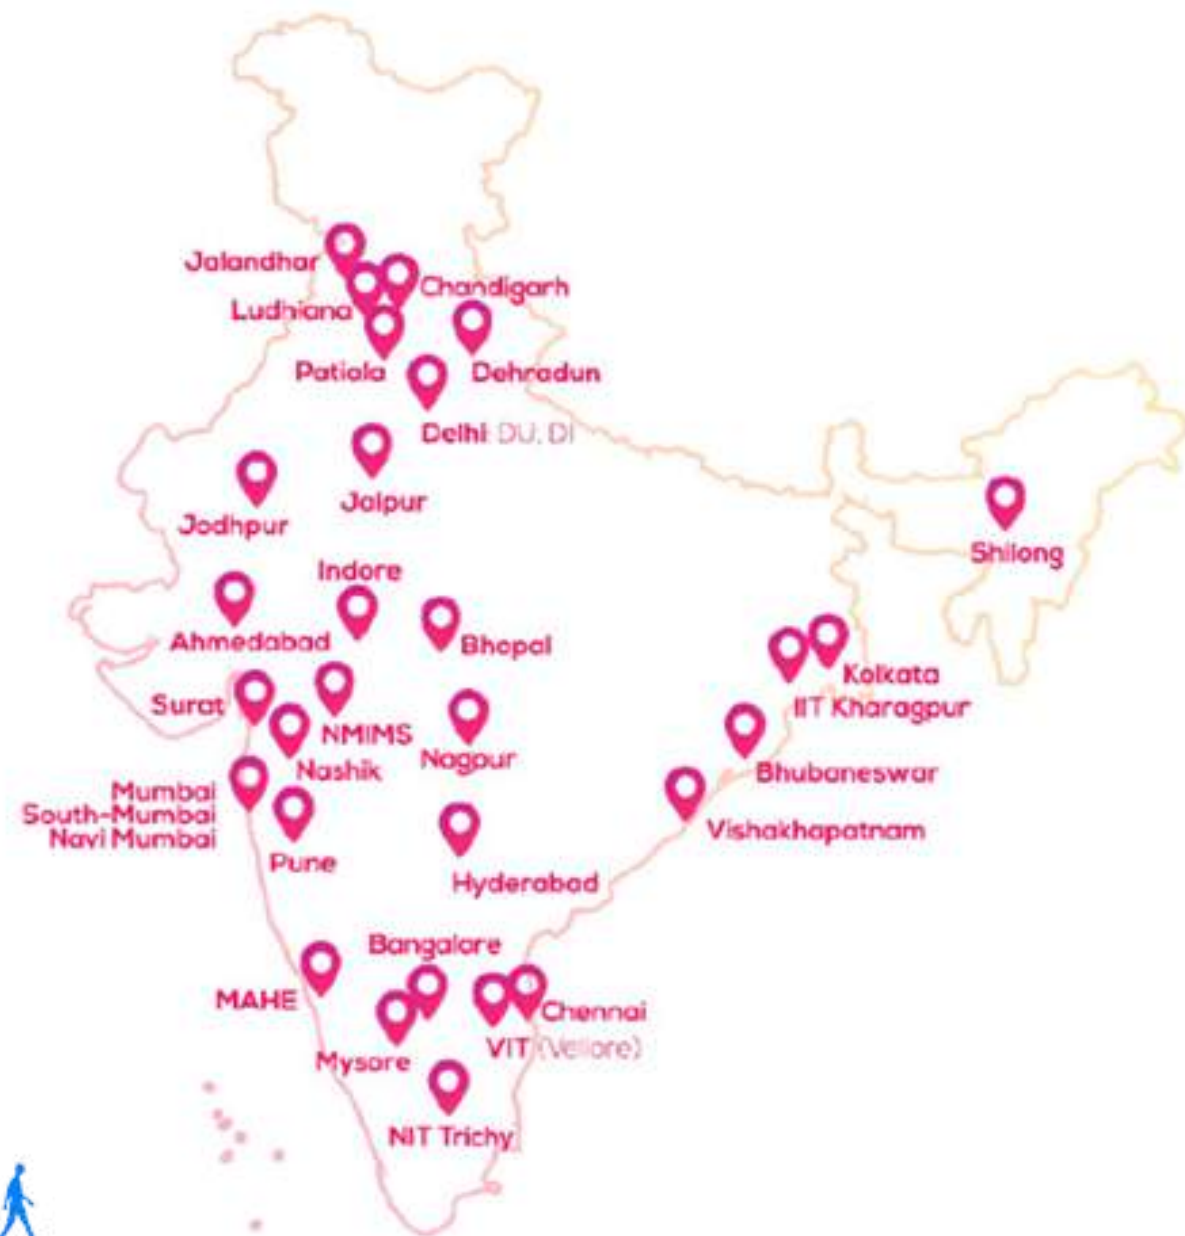 Jalandhar
Chandigarh
Ludhiana
Patiala
Dehradun
Delhi: DU, DI
Jaipur
Jodhpur
Shilong
Indore
Ahmedabad
Bhopal
Kolkata
Surat
IIT Kharagpur
NMIMS
Nagpur
Nashik
Bhubaneswar
Mumbai
South-Mumbai
Navi Mumbai
Vishakhapatnam
Pune
Hyderabad
Bangalore
MAHE
Chennai
VIT (Vellore)
Mysore
NIT Trichy